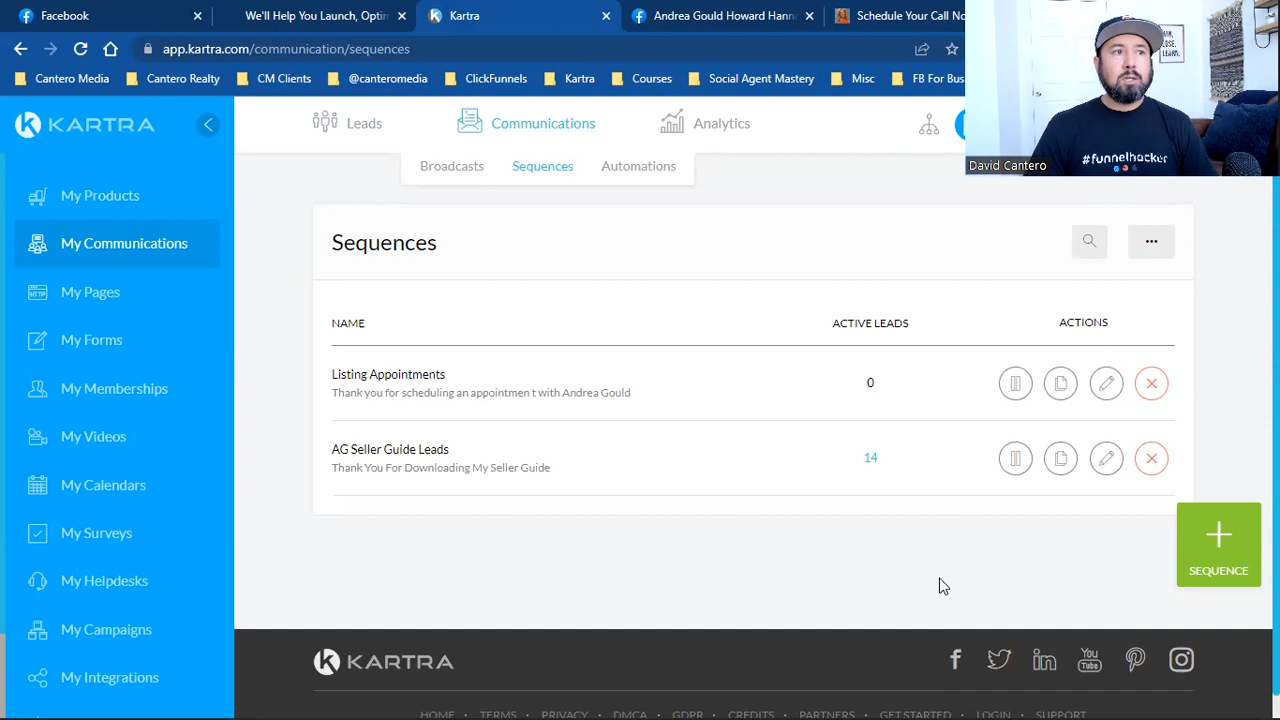 Facebook
We'll Help You Launch, Optim
Kartra
Andrea Gould Howard Hanna
Schedule Your Call No
app.kartra.com/communication/sequences
Cantero Media
Cantero Realty
CM Clients
@canteromedia
ClickFunnels
Kartra
Courses
Social Agent Mastery
Misc
FB For Bus
#funnelhacker
David Cantero
KARTRA
Leads
Communications
Analytics
Broadcasts
Sequences
Automations
My Products
My Communications
My Pages
My Forms
My Memberships
My Videos
My Calendars
My Surveys
My Helpdesks
My Campaigns
My Integrations
Sequences
NAME
ACTIVE LEADS
ACTIONS
Listing Appointments
Thank you for scheduling an appointmen t with Andrea Gould
0
AG Seller Guide Leads
Thank You For Downloading My Seller Guide
14
SEQUENCE
KARTRA
You
Tube
HOME • TERMS • PRIVACY • DMCA • GDPR • CREDITS • PARTNERS • GET STARTED • LOGIN • SUPPORT